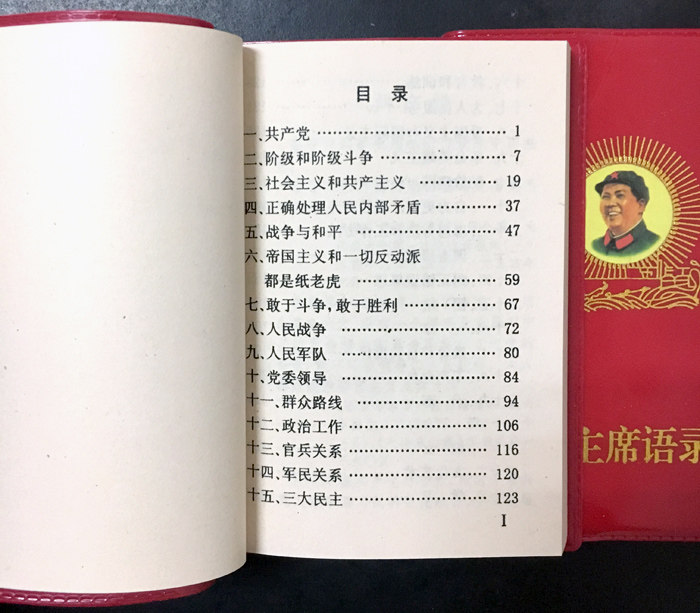 目 录
一、共产党 ………………………… 1
二、阶级和阶级斗争 ………………… 7
三、社会主义和共产主义 ………… 19
四、正确处理人民内部矛盾 ……… 37
五、战争与和平 …………………… 47
六、帝国主义和一切反动派
都是纸老虎 …………………… 59
七、敢于斗争,敢于胜利 ………… 67
八、人民战争 ……………………… 72
九、人民军队 ……………………… 80
十、党委领导 ……………………… 84
十一、群众路线 …………………… 94
十二、政治工作 …………………… 106
十三、官兵关系 …………………… 116
十四、军民关系 …………………… 120
十五、三大民主 …………………… 123
I
主席语录